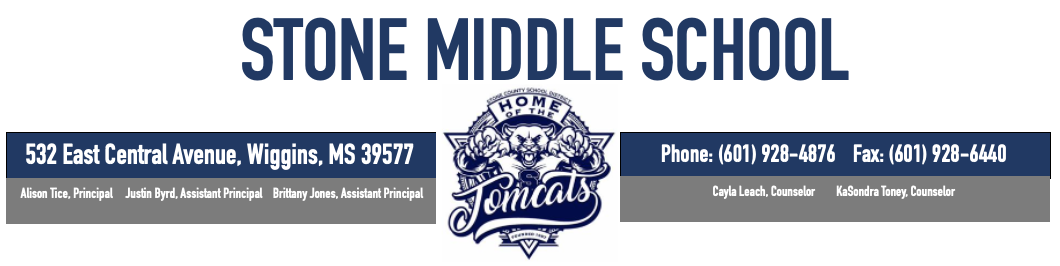 STONE MIDDLE SCHOOL
STONE COUNTY SCHOOL DISTRICT
HOME
OF THE
Tomcats
532 East Central Avenue, Wiggins, MS 39577
Alison Tice, Principal Justin Byrd, Assistant Principal Brittany Jones, Assistant Principal
Phone: (601) 928-4876 Fax: (601) 928-6440
Cayla Leach, Counselor KaSondra Toney, Counselor